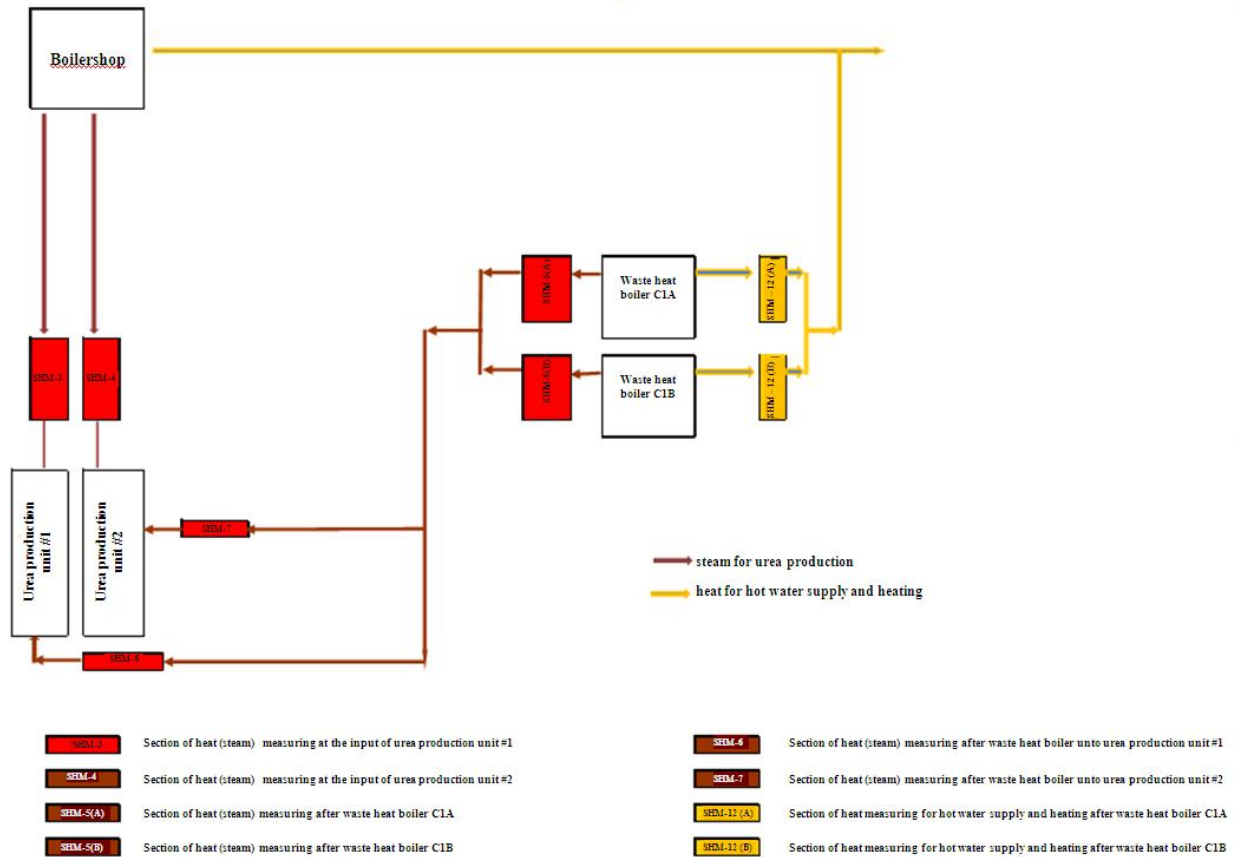 Boilershop
SHM-5(A)
Waste heat
boiler C1A
SHM - 12 (A)
SHM-3
SHM-4
SHM-5(B)
Waste heat
boiler C1B
SHM - 12 (B)
Urea production
unit #1
Urea production
unit #2
SHM-7
steam for urea production
heat for hot water supply and heating
SHM-6
SHM-3
Section of heat (steam) measuring at the input of urea production unit #1
SHM-4
Section of heat (steam) measuring at the input of urea production unit #2
SHM-5(A)
Section of heat (steam) measuring after waste heat boiler C1A
SHM-5(B)
Section of heat (steam) measuring after waste heat boiler C1B
SHM-6
Section of heat (steam) measuring after waste heat boiler unto urea production unit #1
SHM-7
Section of heat (steam) measuring after waste heat boiler unto urea production unit #2
SHM-12 (A)
Section of heat measuring for hot water supply and heating after waste heat boiler C1A
SHM-12 (B)
Section of heat measuring for hot water supply and heating after waste heat boiler C1B